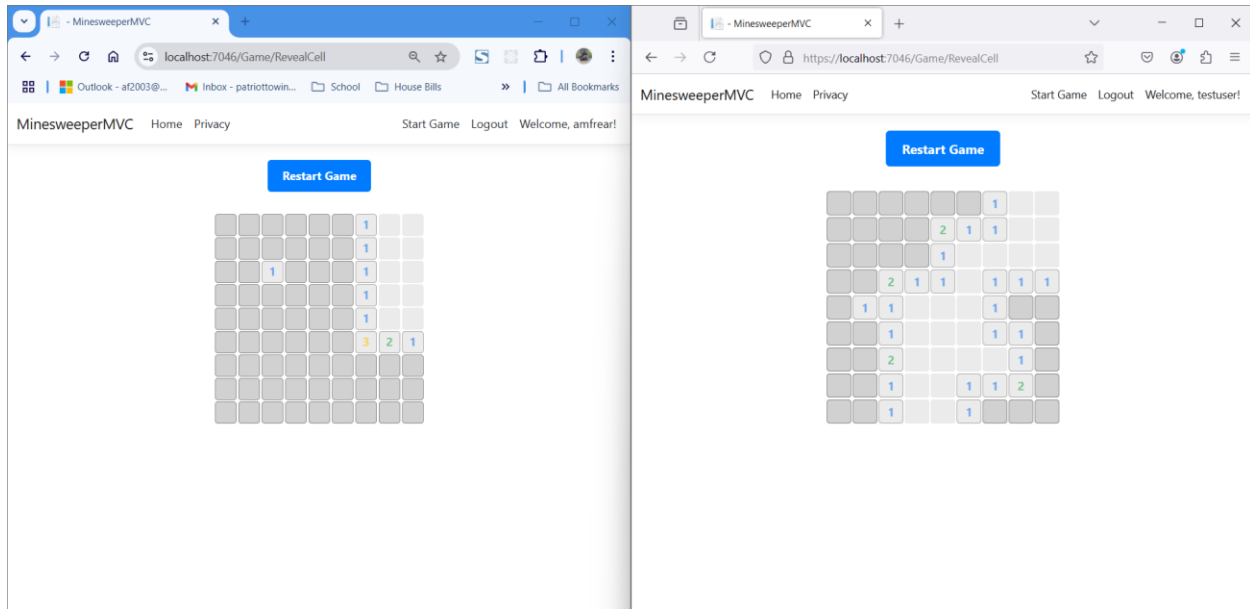 - MinesweeperMVC
localhost:7046/Game/RevealCell
Outlook - af2003@...
Inbox - patriottowin...
School
House Bills
All Bookmarks
MinesweeperMVC Home Privacy Start Game Logout Welcome, amfrear!
Restart Game
1
1
1 1
1
1
3 2 1
- MinesweeperMVC
https://localhost:7046/Game/RevealCell
MinesweeperMVC Home Privacy Start Game Logout Welcome, testuser!
Restart Game
1
2 1 1
1
2 1 1 1 1 1
1 1 1
1 1 1
2 1
1 1 1 2
1 1